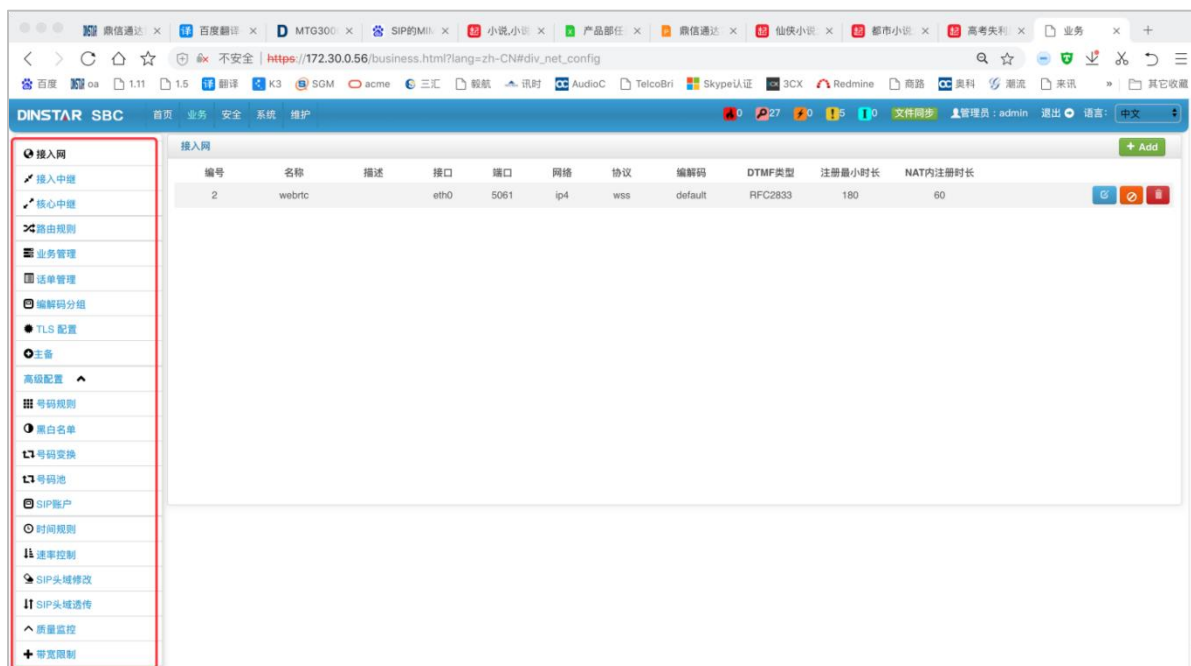 鼎信通达 × 百度翻译 × MTG300 × SIP的MIN × 小说,小说 × 产品部任 × 鼎信通达 × 仙侠小说 × 都市小说 × 高考失利 × 业务 × +
不安全 | https://172.30.0.56/business.html?lang=zh-CN#div_net_config
百度 oa 1.11 1.5 翻译 K3 SGM acme 三汇 毅航 讯时 AudioC TelcoBri Skype认证 3CX Redmine 商路 奥科 潮流 来讯 » 其它收藏
DINSTAR SBC 首页 业务 安全 系统 维护 0 27 0 5 0 文件同步 管理员:admin 退出 语言: 中文
接入网
接入中继
核心中继
路由规则
业务管理
话单管理
编解码分组
TLS 配置
主备
高级配置
号码规则
黑白名单
号码变换
号码池
SIP账户
时间规则
速率控制
SIP头域修改
SIP头域透传
质量监控
带宽限制
接入网 + Add
编号 名称 描述 接口 端口 网络 协议 编解码 DTMF类型 注册最小时长 NAT内注册时长
2 webrtc eth0 5061 ip4 wss default RFC2833 180 60